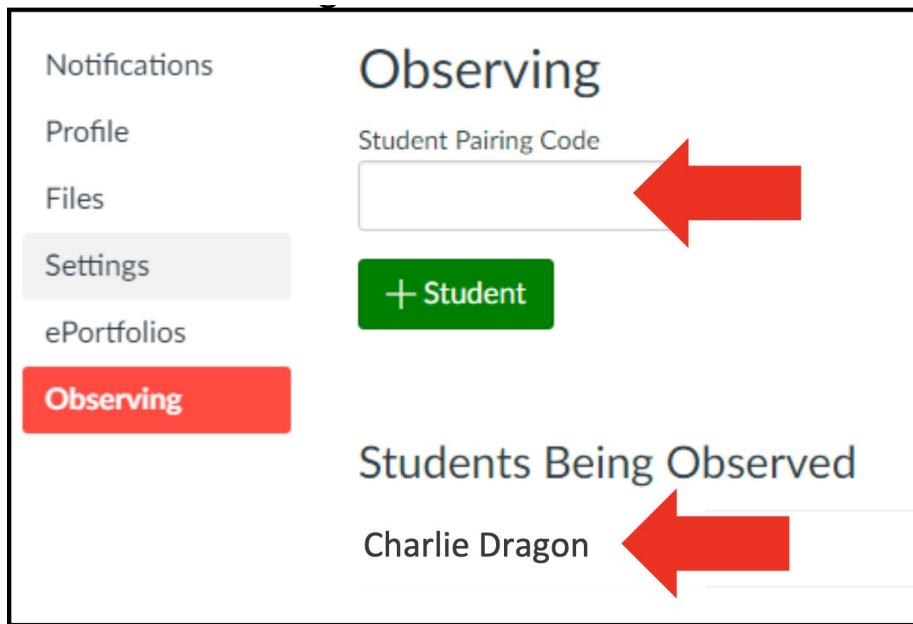 Notifications
Profile
Files
Settings
ePortfolios
Observing
Observing
Student Pairing Code
+ Student
Students Being Observed
Charlie Dragon